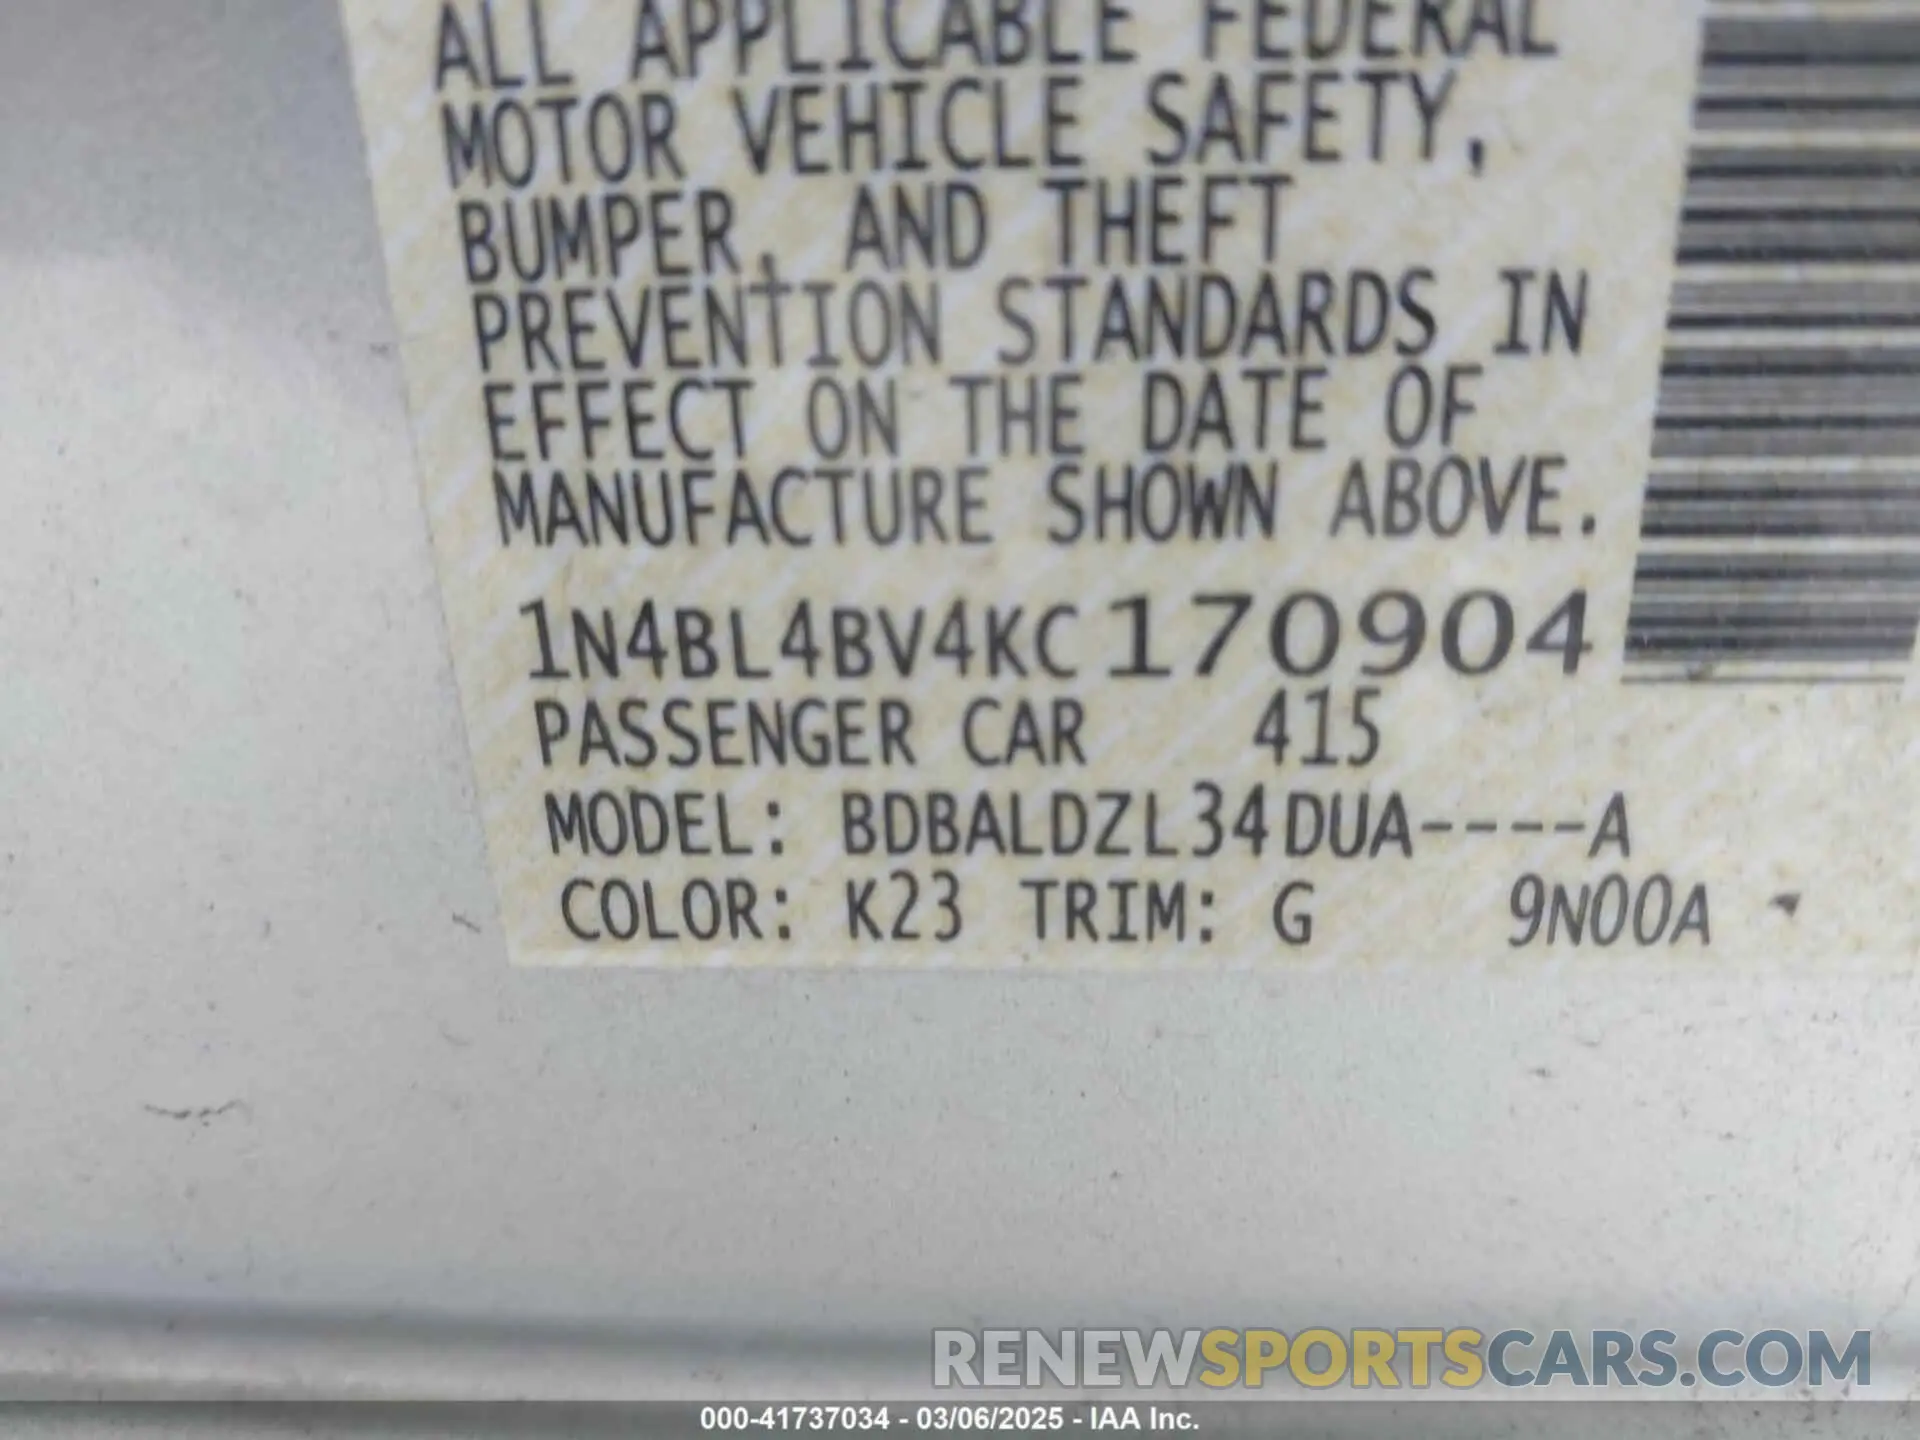 ALL APPLICABLE FEDERAL
MOTOR VEHICLE SAFETY,
BUMPER, AND THEFT
PREVENTION STANDARDS IN
EFFECT ON THE DATE OF
MANUFACTURE SHOWN ABOVE.
1N4BL4BV4KC170904
PASSENGER CAR 415
MODEL: BDBALDZL34DUA----A
COLOR: K23 TRIM: G 9N00A
RENEWSPORTSCARS.COM
000-41737034 - 03/06/2025 - IAA Inc.